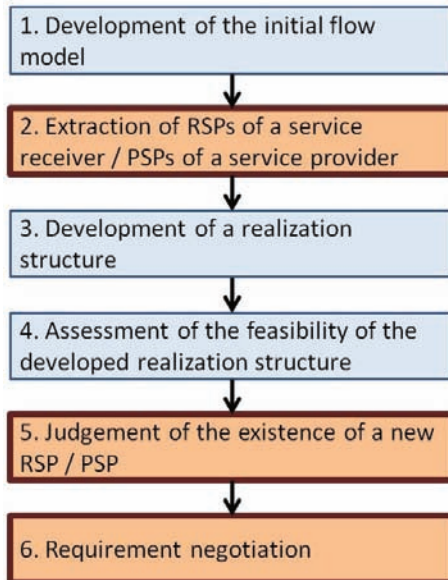 1. Development of the initial flow
model
2. Extraction of RSPs of a service
receiver / PSPs of a service provider
3. Development of a realization
structure
4. Assessment of the feasibility of the
developed realization structure
5. Judgement of the existence of a new
RSP / PSP
6. Requirement negotiation